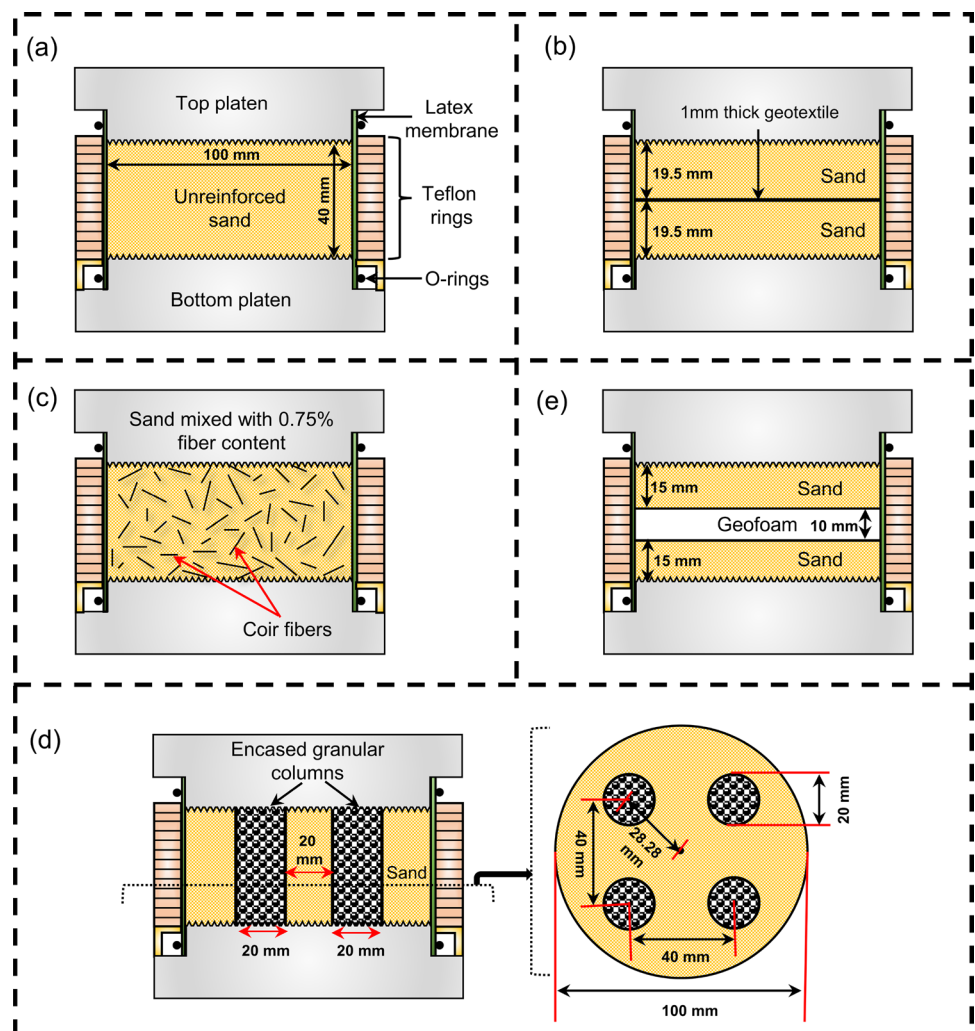 (a)
Top platen
Latex
membrane
100 mm
Unreinforced
sand
40 mm
Teflon
rings
O-rings
Bottom platen
(b)
1mm thick geotextile
19.5 mm
Sand
19.5 mm
Sand
(c)
Sand mixed with 0.75%
fiber content
Coir fibers
(e)
15 mm
Sand
Geofoam
10 mm
15 mm
Sand
(d)
Encased granular
columns
20
mm
Sand
20 mm
20 mm
20 mm
40 mm
28.28
mm
40 mm
100 mm